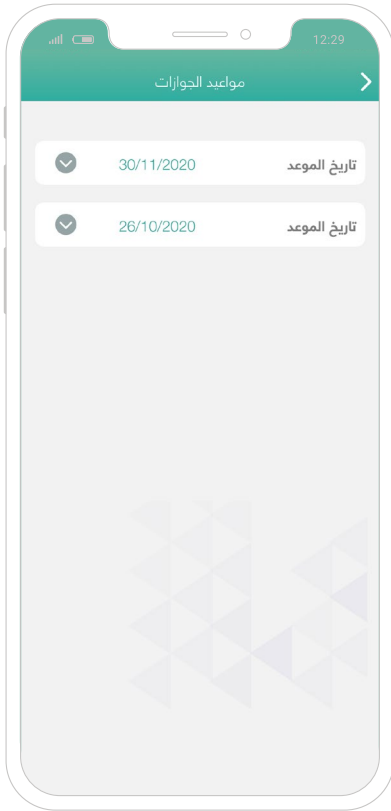 12:29
مواعيد الجوازات
تاريخ الموعد 30/11/2020
تاريخ الموعد 26/10/2020